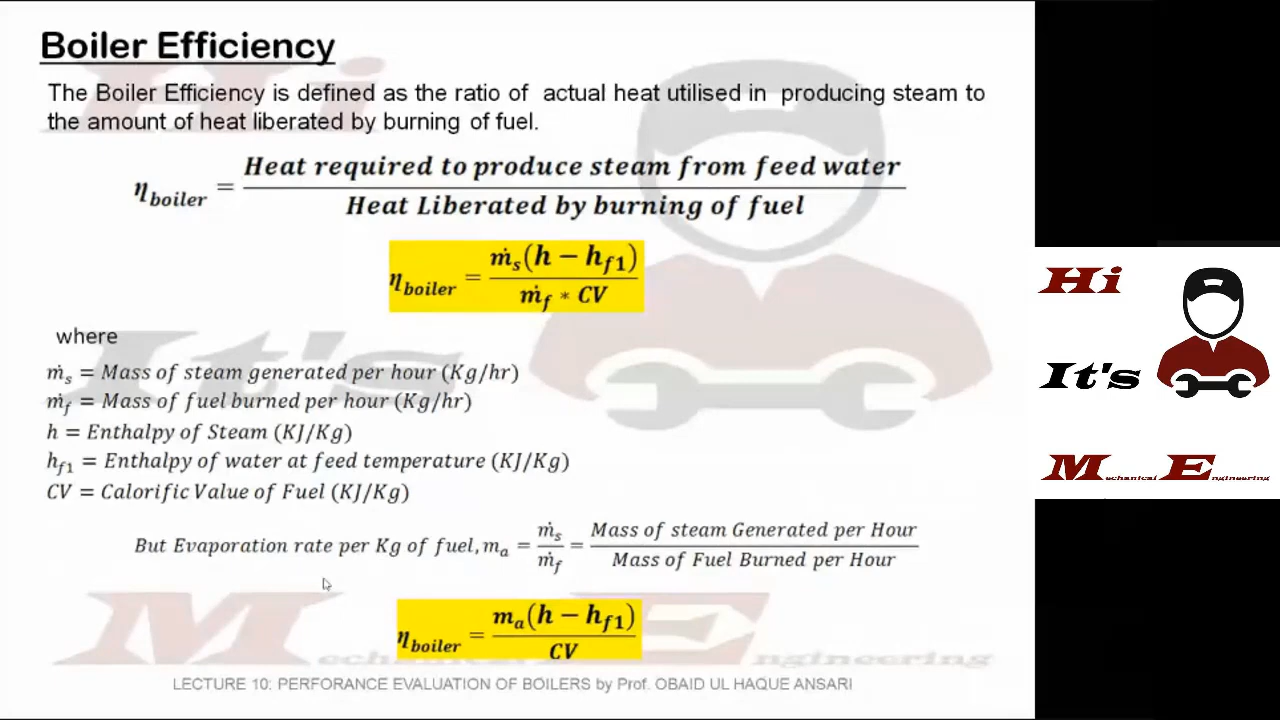 Boiler Efficiency
The Boiler Efficiency is defined as the ratio of actual heat utilised in producing steam to
the amount of heat liberated by burning of fuel.
η_boiler = Heat required to produce steam from feed water / Heat Liberated by burning of fuel
η_boiler = ṁ_s(h − h_f1) / ṁ_f * CV
where
ṁ_s = Mass of steam generated per hour (Kg/hr)
ṁ_f = Mass of fuel burned per hour (Kg/hr)
h = Enthalpy of Steam (KJ/Kg)
h_f1 = Enthalpy of water at feed temperature (KJ/Kg)
CV = Calorific Value of Fuel (KJ/Kg)
But Evaporation rate per Kg of fuel, m_a = ṁ_s / ṁ_f = Mass of steam Generated per Hour / Mass of Fuel Burned per Hour
η_boiler = m_a(h − h_f1) / CV
LECTURE 10: PERFORANCE EVALUATION OF BOILERS by Prof. OBAID UL HAQUE ANSARI
Hi
It's
Mechanical Engineering
Hi
It's
Mechanical Engineering